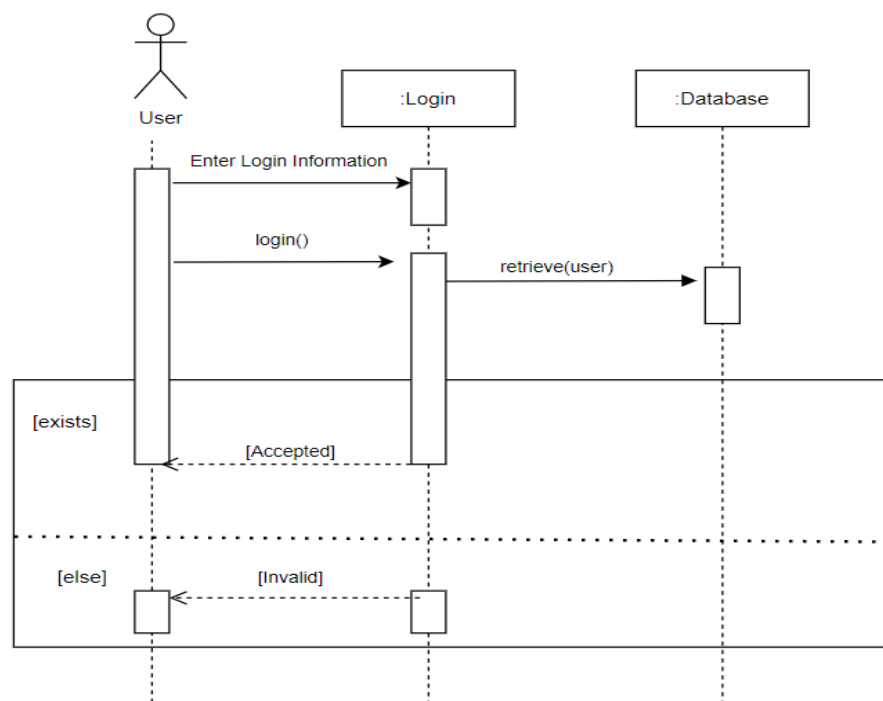 User
:Login
:Database
Enter Login Information
login()
retrieve(user)
[exists]
[Accepted]
[else]
[Invalid]